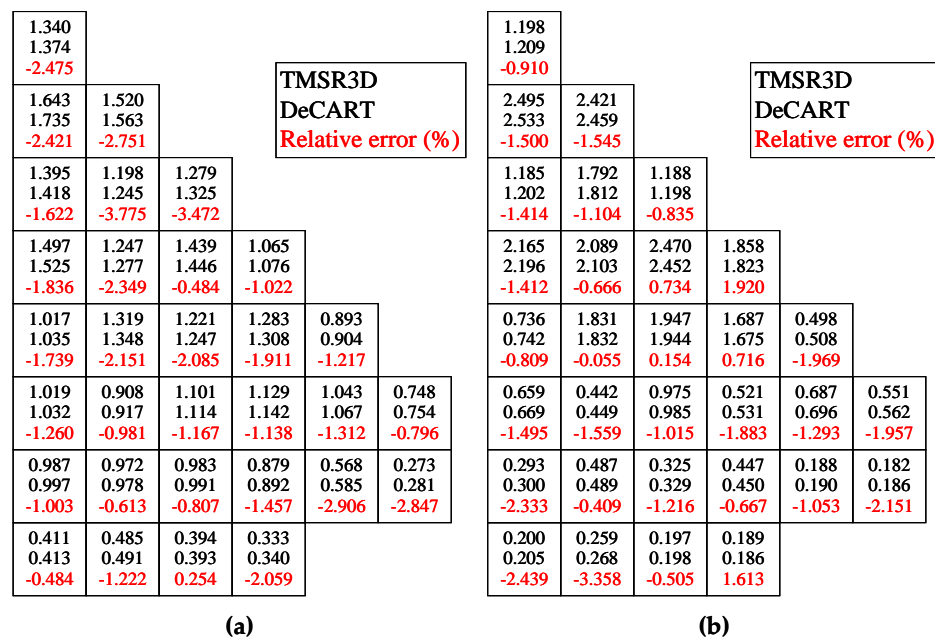 1.340
1.374
-2.475
TMSR3D
DeCART
Relative error (%)
1.643 1.520
1.735 1.563
-2.421 -2.751
1.395 1.198 1.279
1.418 1.245 1.325
-1.622 -3.775 -3.472
1.497 1.247 1.439 1.065
1.525 1.277 1.446 1.076
-1.836 -2.349 -0.484 -1.022
1.017 1.319 1.221 1.283 0.893
1.035 1.348 1.247 1.308 0.904
-1.739 -2.151 -2.085 -1.911 -1.217
1.019 0.908 1.101 1.129 1.043 0.748
1.032 0.917 1.114 1.142 1.067 0.754
-1.260 -0.981 -1.167 -1.138 -1.312 -0.796
0.987 0.972 0.983 0.879 0.568 0.273
0.997 0.978 0.991 0.892 0.585 0.281
-1.003 -0.613 -0.807 -1.457 -2.906 -2.847
0.411 0.485 0.394 0.333
0.413 0.491 0.393 0.340
-0.484 -1.222 0.254 -2.059
(a)
1.198
1.209
-0.910
TMSR3D
DeCART
Relative error (%)
2.495 2.421
2.533 2.459
-1.500 -1.545
1.185 1.792 1.188
1.202 1.812 1.198
-1.414 -1.104 -0.835
2.165 2.089 2.470 1.858
2.196 2.103 2.452 1.823
-1.412 -0.666 0.734 1.920
0.736 1.831 1.947 1.687 0.498
0.742 1.832 1.944 1.675 0.508
-0.809 -0.055 0.154 0.716 -1.969
0.659 0.442 0.975 0.521 0.687 0.551
0.669 0.449 0.985 0.531 0.696 0.562
-1.495 -1.559 -1.015 -1.883 -1.293 -1.957
0.293 0.487 0.325 0.447 0.188 0.182
0.300 0.489 0.329 0.450 0.190 0.186
-2.333 -0.409 -1.216 -0.667 -1.053 -2.151
0.200 0.259 0.197 0.189
0.205 0.268 0.198 0.186
-2.439 -3.358 -0.505 1.613
(b)